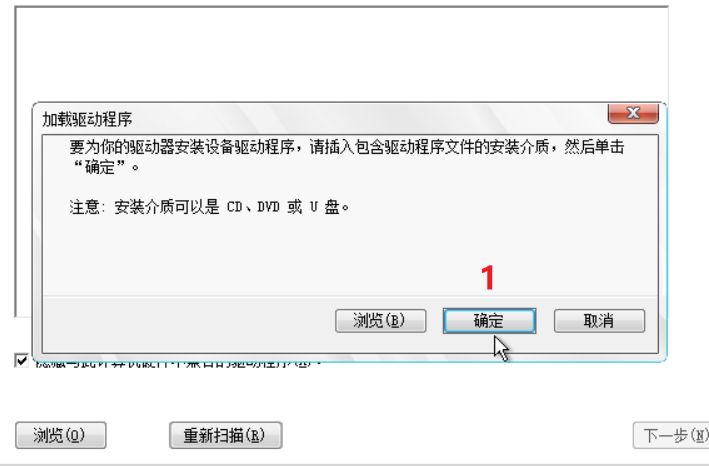 加载驱动程序
要为你的驱动器安装设备驱动程序，请插入包含驱动程序文件的安装介质，然后单击
“确定”。
注意: 安装介质可以是 CD、DVD 或 U 盘。
1
浏览(B) 确定 取消
浏览(O) 重新扫描(R) 下一步(N)